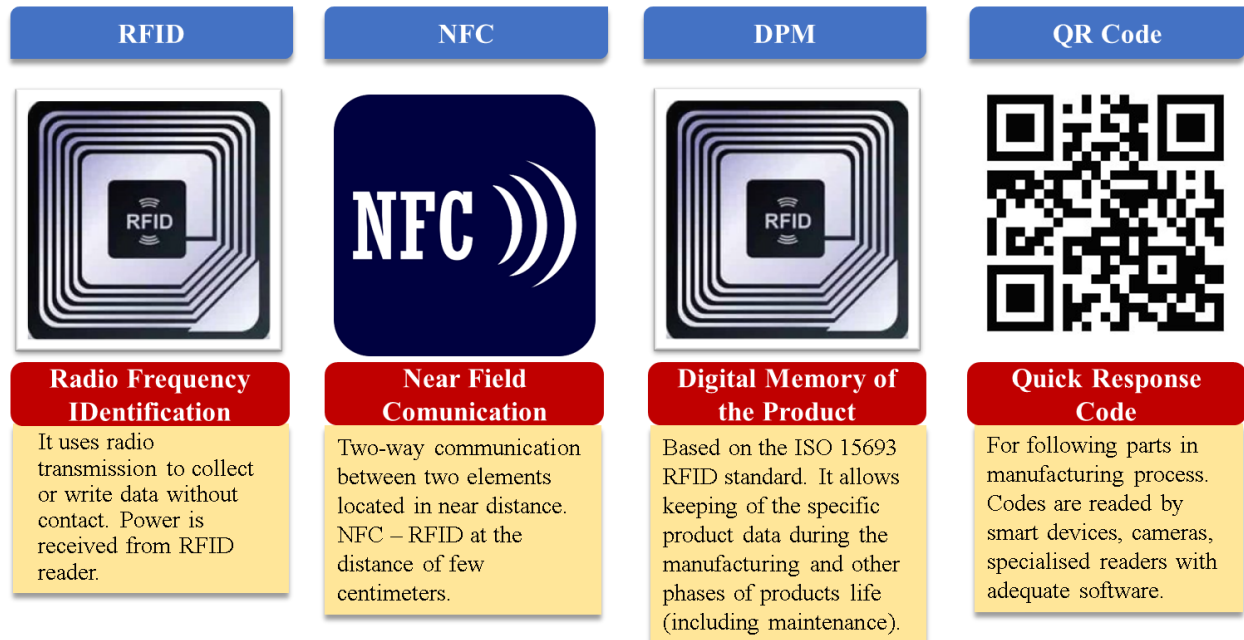 RFID
NFC
DPM
QR Code
RFID
NFC
RFID
Radio Frequency
IDentification
Near Field
Comunication
Digital Memory of
the Product
Quick Response
Code
It uses radio
transmission to collect
or write data without
contact. Power is
received from RFID
reader.
Two-way communication
between two elements
located in near distance.
NFC – RFID at the
distance of few
centimeters.
Based on the ISO 15693
RFID standard. It allows
keeping of the specific
product data during the
manufacturing and other
phases of products life
(including maintenance).
For following parts in
manufacturing process.
Codes are readed by
smart devices, cameras,
specialised readers with
adequate software.